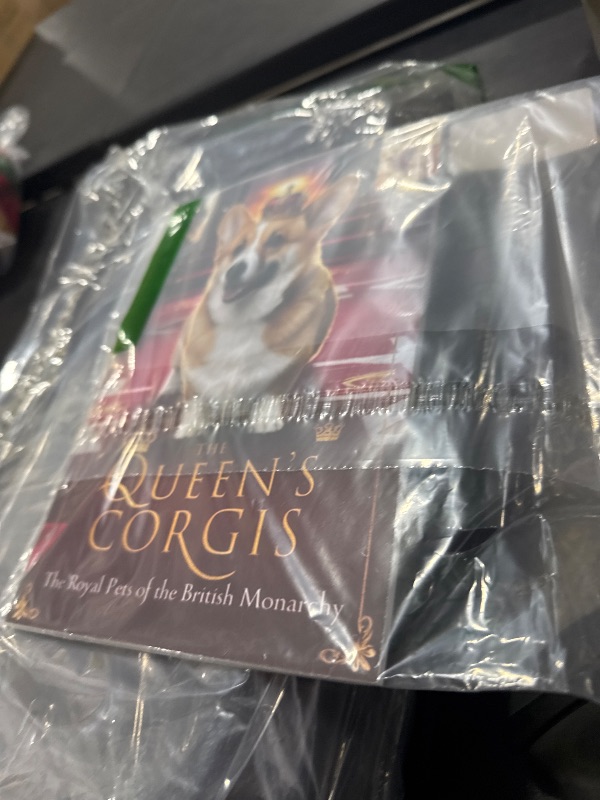 THE
QUEEN'S
CORGIS
The Royal Pets of the British Monarchy